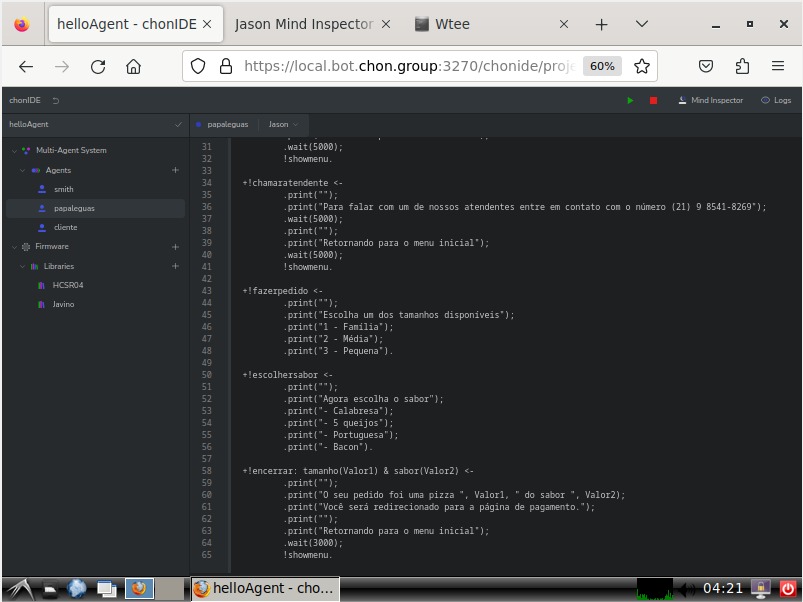 helloAgent - chonIDE ×
Jason Mind Inspector ×
Wtee ×
https://local.bot.chon.group:3270/chonide/proje
60%
chonIDE
Mind Inspector
Logs
helloAgent
papaleguas
Jason
Multi-Agent System
Agents +
smith
papaleguas
cliente
Firmware +
Libraries +
HCSR04
Javino
31 .wait(5000);
32 !showmenu.
33
34 +!chamaratendente <-
35 .print("");
36 .print("Para falar com um de nossos atendentes entre em contato com o número (21) 9 8541-8269");
37 .wait(5000);
38 .print("");
39 .print("Retornando para o menu inicial");
40 .wait(5000);
41 !showmenu.
42
43 +!fazerpedido <-
44 .print("");
45 .print("Escolha um dos tamanhos disponíveis");
46 .print("1 - Família");
47 .print("2 - Média");
48 .print("3 - Pequena").
49
50 +!escolhersabor <-
51 .print("");
52 .print("Agora escolha o sabor");
53 .print("- Calabresa");
54 .print("- 5 queijos");
55 .print("- Portuguesa");
56 .print("- Bacon").
57
58 +!encerrar: tamanho(Valor1) & sabor(Valor2) <-
59 .print("");
60 .print("O seu pedido foi uma pizza ", Valor1, " do sabor ", Valor2);
61 .print("Você será redirecionado para a página de pagamento.");
62 .print("");
63 .print("Retornando para o menu inicial");
64 .wait(3000);
65 !showmenu.
helloAgent - cho...
04:21